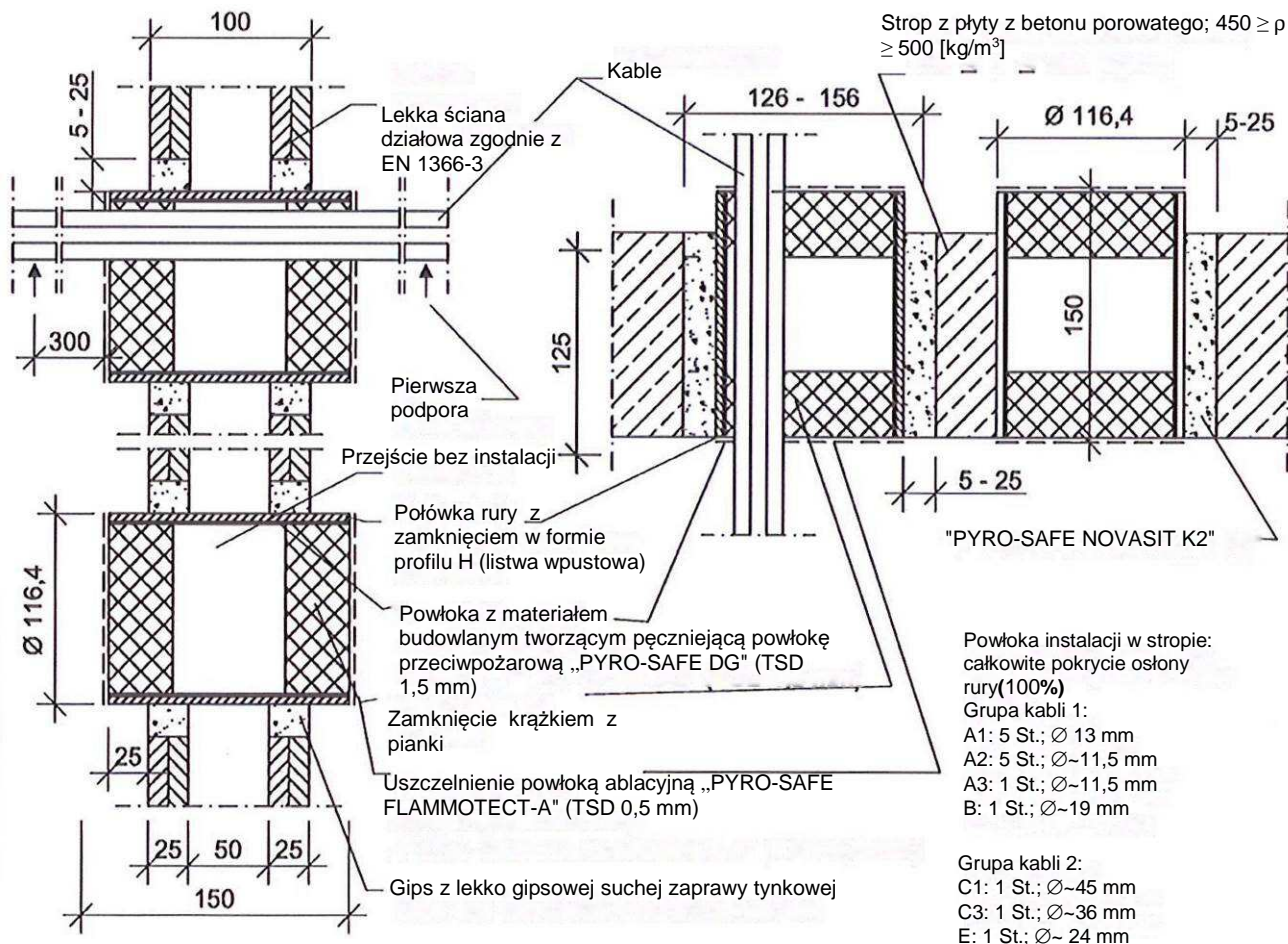 100
5 - 25
Lekka ściana
działowa zgodnie z
EN 1366-3
Kable
Strop z płyty z betonu porowatego; 450 ≥ ρ
≥ 500 [kg/m³]
126 - 156
Ø 116,4
5-25
300
125
150
Pierwsza
podpora
Przejście bez instalacji
5 - 25
Połówka rury z
zamknięciem w formie
profilu H (listwa wpustowa)
"PYRO-SAFE NOVASIT K2"
Ø 116,4
Powłoka z materiałem
budowlanym tworzącym pęczniejącą powłokę
przeciwpożarową „PYRO-SAFE DG" (TSD
1,5 mm)
Zamknięcie krążkiem z
pianki
25
Uszczelnienie powłoką ablacyjną „PYRO-SAFE
FLAMMOTECT-A" (TSD 0,5 mm)
25
50
25
150
Gips z lekko gipsowej suchej zaprawy tynkowej
Powłoka instalacji w stropie:
całkowite pokrycie osłony
rury(100%)
Grupa kabli 1:
A1: 5 St.; ∅ 13 mm
A2: 5 St.; ∅~11,5 mm
A3: 1 St.; ∅~11,5 mm
B: 1 St.; ∅~19 mm
Grupa kabli 2:
C1: 1 St.; ∅~45 mm
C3: 1 St.; ∅~36 mm
E: 1 St.; ∅~ 24 mm